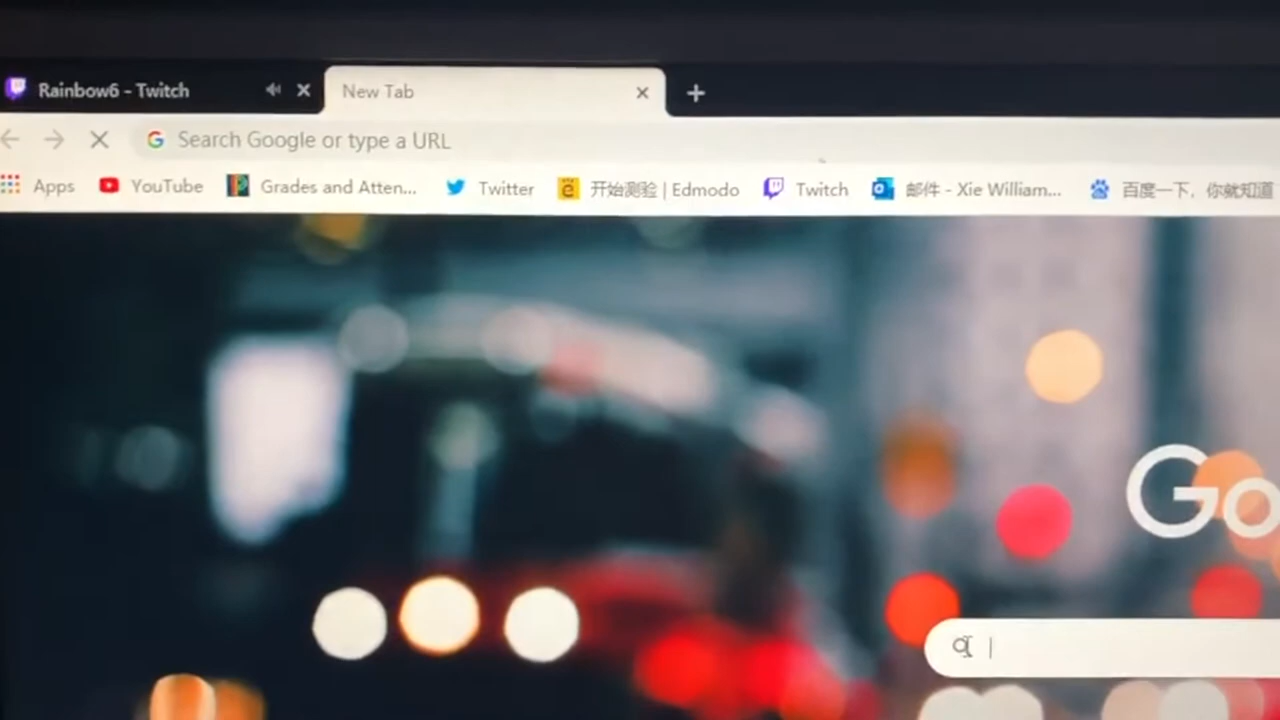 Rainbow6 - Twitch New Tab
Search Google or type a URL
Apps YouTube Grades and Atten... Twitter 开始测验 | Edmodo Twitch 邮件 - Xie William... 百度一下，你就知道
Go